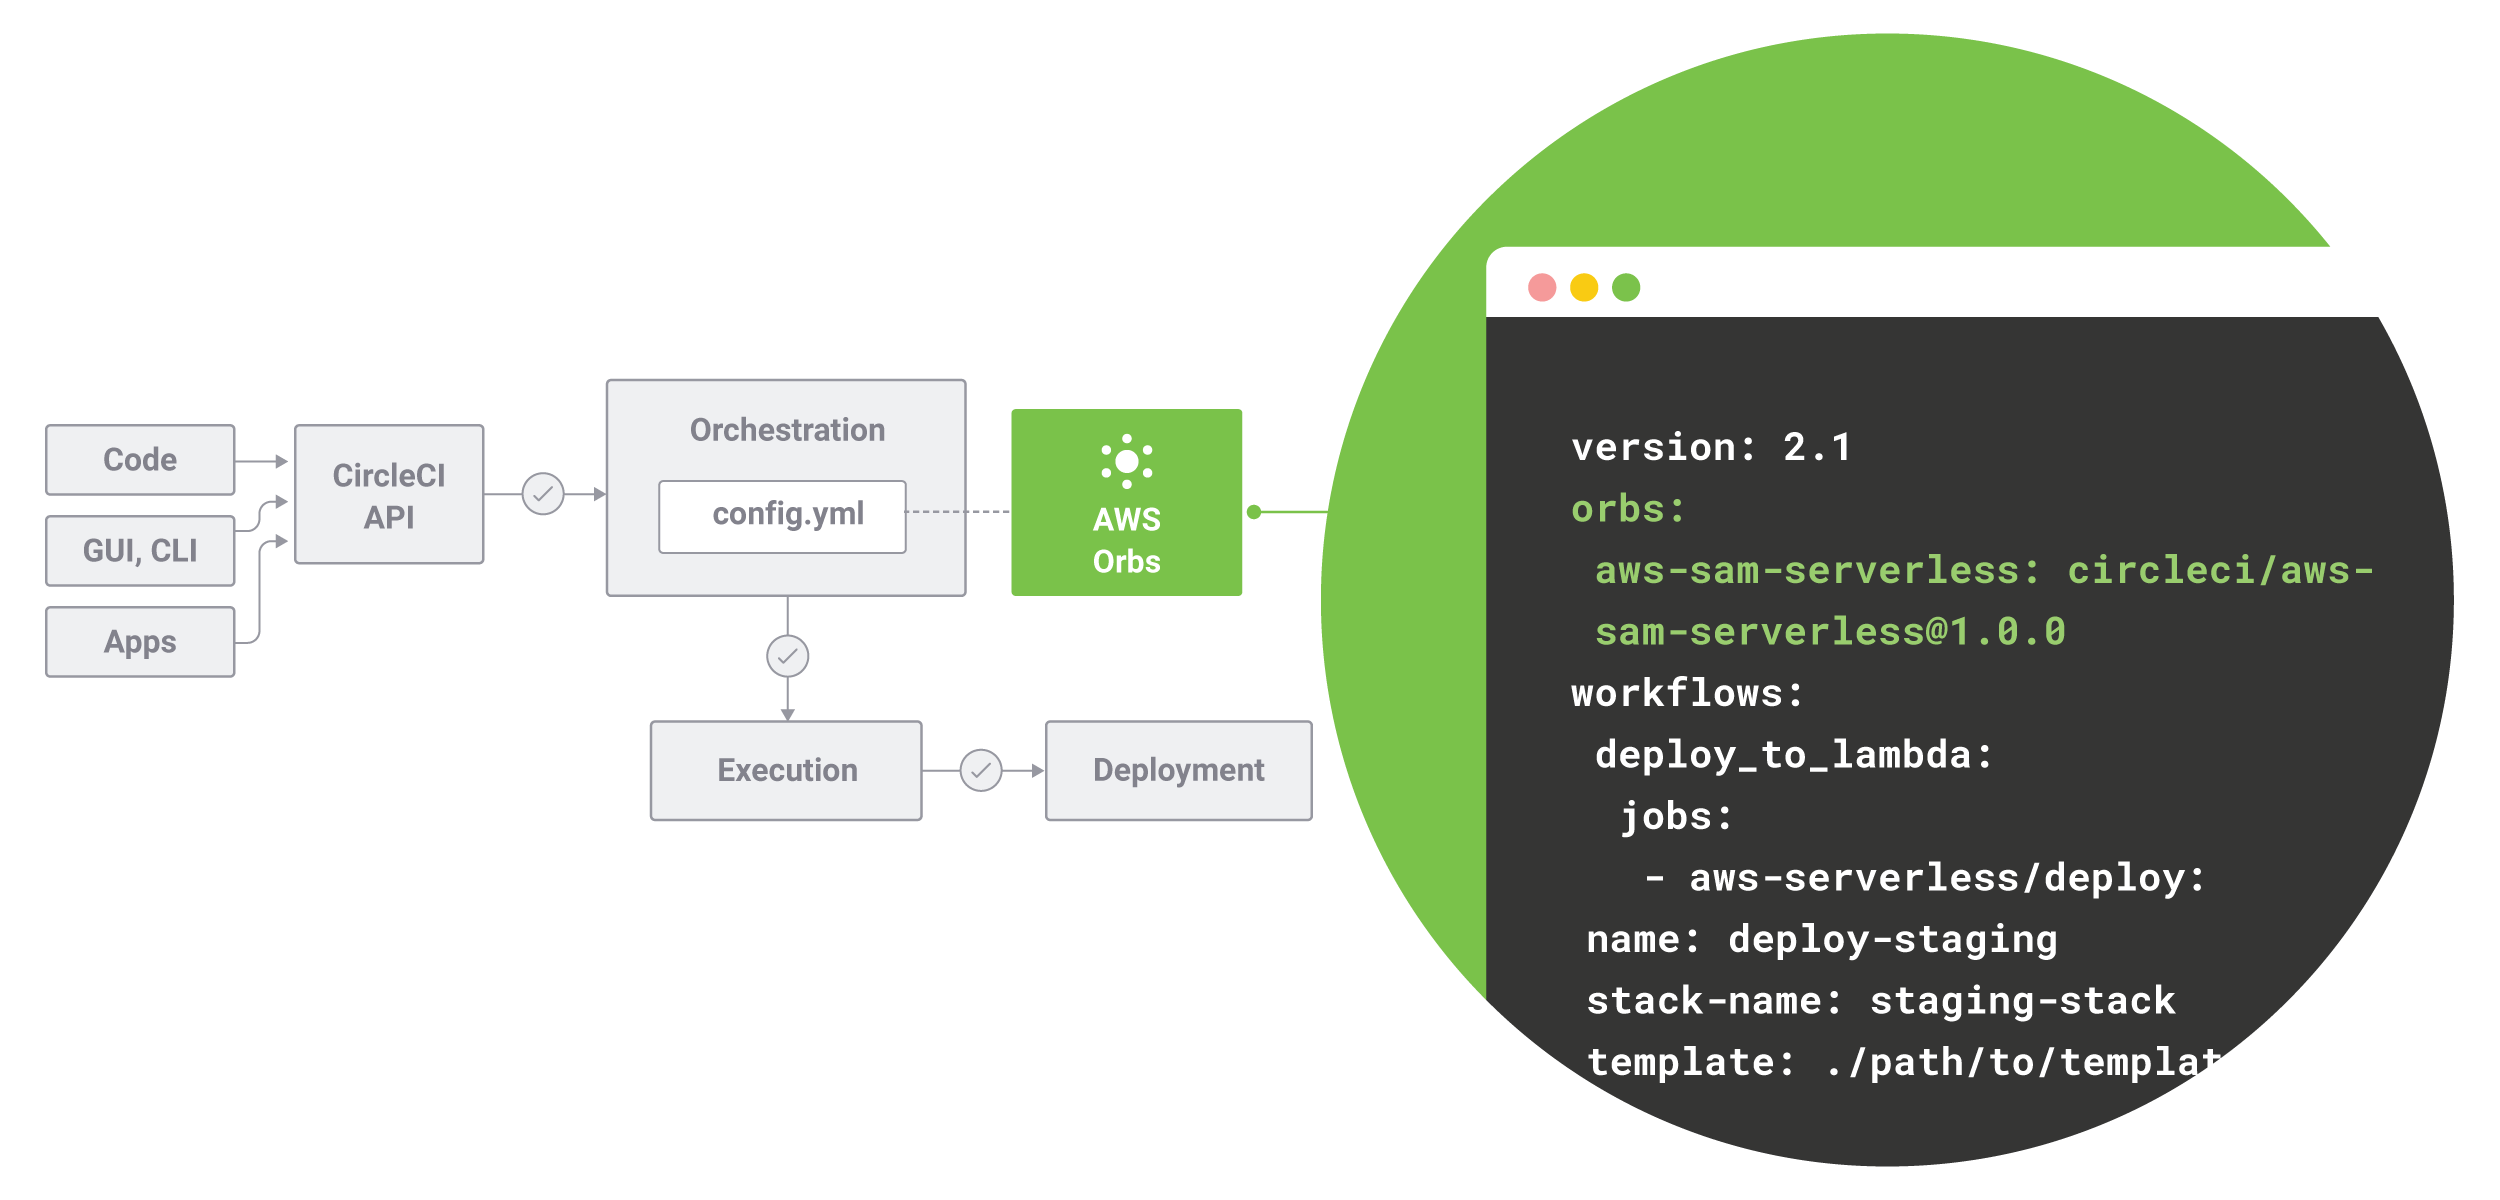 Code
GUI, CLI
Apps
CircleCI
API
Orchestration
config.yml
AWS
Orbs
Execution
Deployment
version: 2.1
orbs:
aws-sam-serverless: circleci/aws-
sam-serverless@1.0.0
workflows:
deploy_to_lambda:
jobs:
- aws-serverless/deploy:
name: deploy-staging
stack-name: staging-stack
template: ./path/to/templat